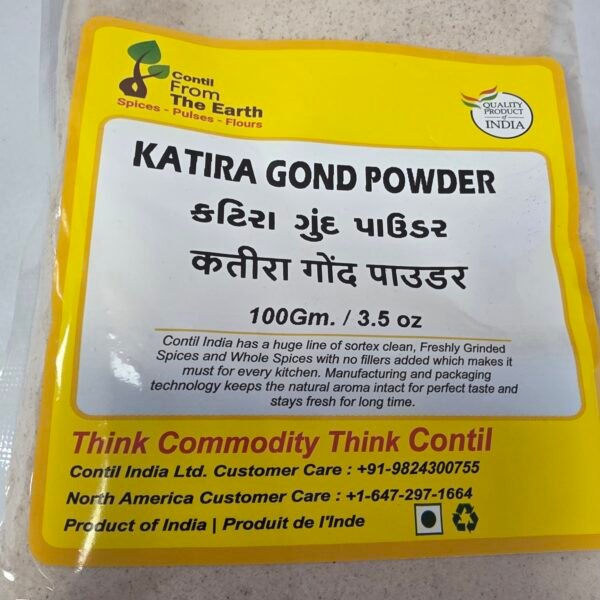 Contil
From
The Earth
Spices - Pulses - Flours
QUALITY
PRODUCT
of
INDIA
KATIRA GOND POWDER
કટિરા ગુંદ પાઉડર
कतीरा गोंद पाउडर
100Gm. / 3.5 oz
Contil India has a huge line of sortex clean, Freshly Grinded
Spices and Whole Spices with no fillers added which makes it
must for every kitchen. Manufacturing and packaging
technology keeps the natural aroma intact for perfect taste and
stays fresh for long time.
Think Commodity Think Contil
Contil India Ltd. Customer Care : +91-9824300755
North America Customer Care : +1-647-297-1664
Product of India | Produit de l'Inde